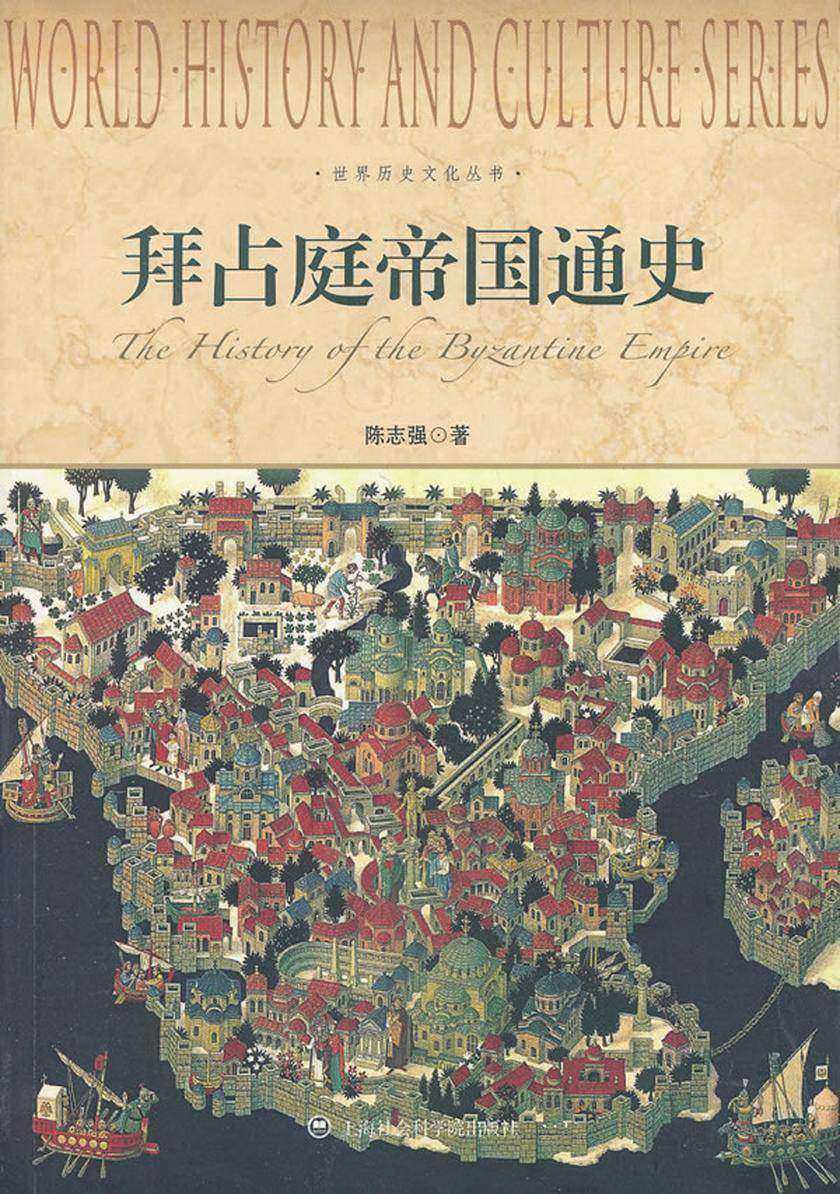 WORLD·HISTORY AND CULTURE SERIES
·世界历史文化丛书·
拜占庭帝国通史
The History of the Byzantine Empire
陈志强⊙著
上海社会科学院出版社